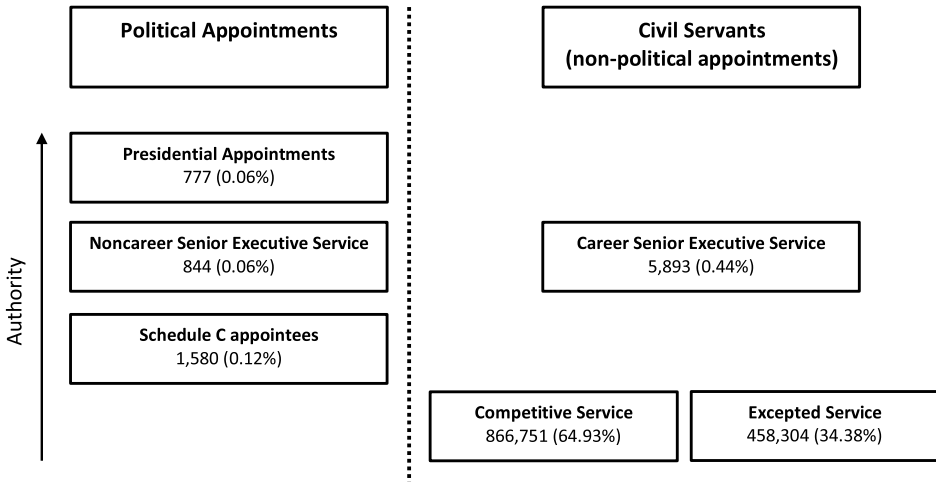 Political Appointments
Civil Servants
(non-political appointments)
Authority
Presidential Appointments
777 (0.06%)
Noncareer Senior Executive Service
844 (0.06%)
Career Senior Executive Service
5,893 (0.44%)
Schedule C appointees
1,580 (0.12%)
Competitive Service
866,751 (64.93%)
Excepted Service
458,304 (34.38%)